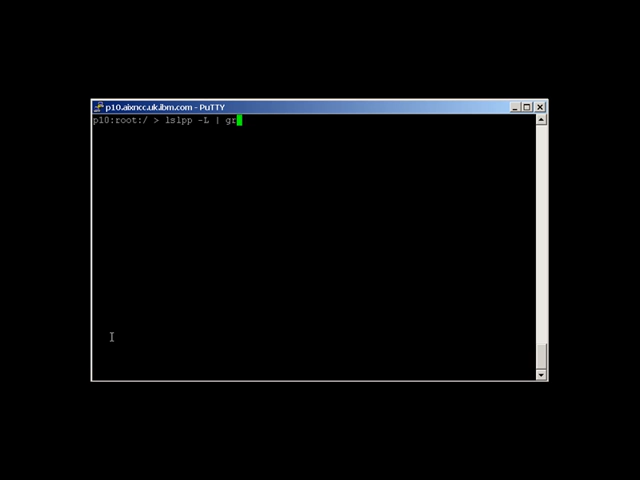 p10.aixncc.uk.ibm.com - PuTTY
p10:root:/ > lslpp -L | gr